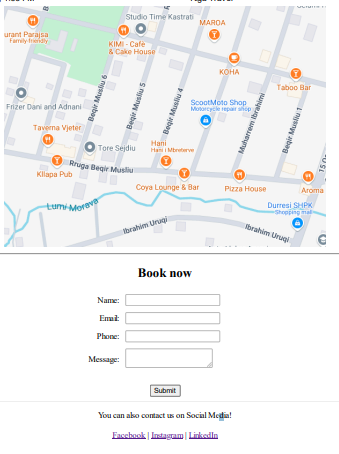 Studio Time Kastrati
MAROA
urant Parajsa
Family friendly
KIMI - Café
& Cake House
KOHA
Taboo Bar
Beqir Musliu 6
Beqir Musliu 5
Beqir Musliu 4
Frizer Dani and Adnani
ScootMoto Shop
Motorcycle repair shop
Muharrem Ibrahimi
Beqir Musliu 1
Taverna Vjeter
Tore Sejdiu
Hani
Hani i Mbreterve
Kllapa Pub
Rruga Beqir Musliu
Coya Lounge & Bar
Pizza House
Aroma
Lumi Morava
Durresi SHPK
Shopping mall
Ibrahim Uruqi
Ibrahim Uruqi
Book now
Name:
Email:
Phone:
Message:
Submit
You can also contact us on Social Media!
Facebook | Instagram | LinkedIn